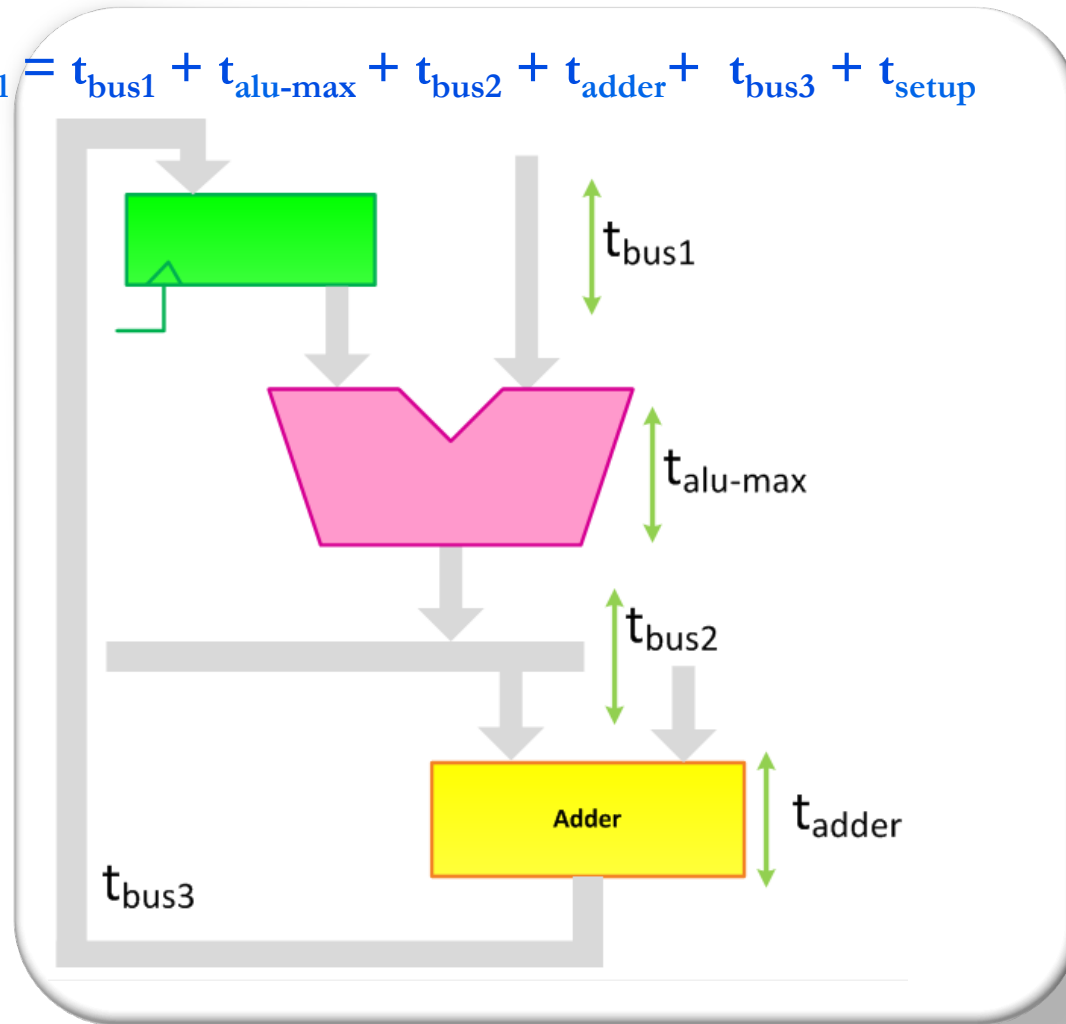 l = tbus1 + talu-max + tbus2 + tadder+ tbus3 + tsetup
tbus1
talu-max
tbus2
Adder
tadder
tbus3